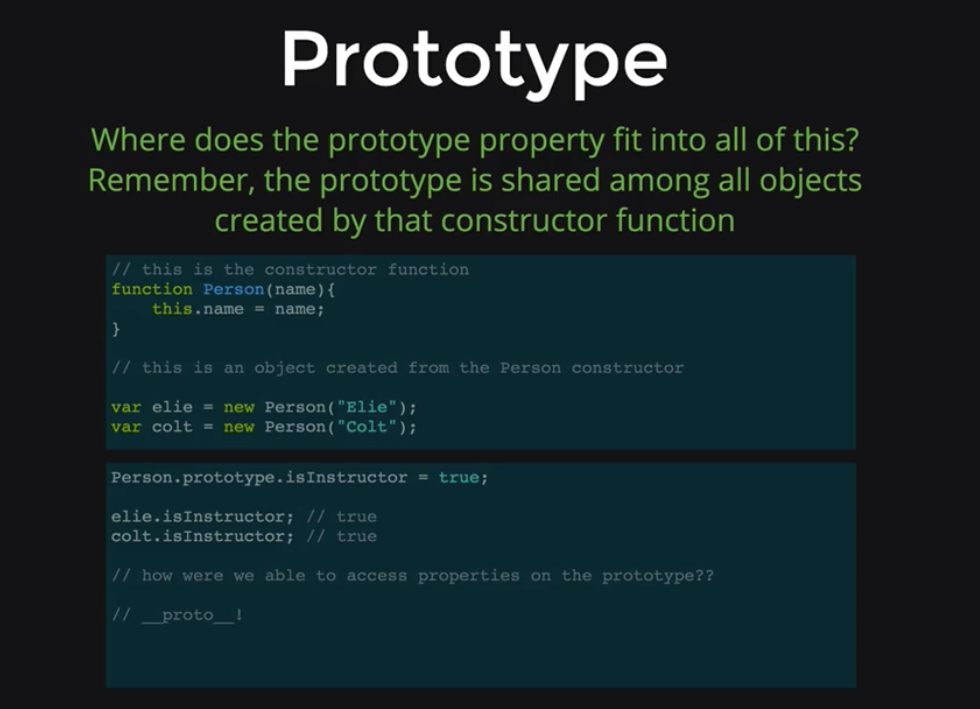 Prototype
Where does the prototype property fit into all of this?
Remember, the prototype is shared among all objects
created by that constructor function
// this is the constructor function
function Person(name){
    this.name = name;
}
// this is an object created from the Person constructor
var elie = new Person("Elie");
var colt = new Person("Colt");
Person.prototype.isInstructor = true;
elie.isInstructor; // true
colt.isInstructor; // true
// how were we able to access properties on the prototype??
// __proto__!